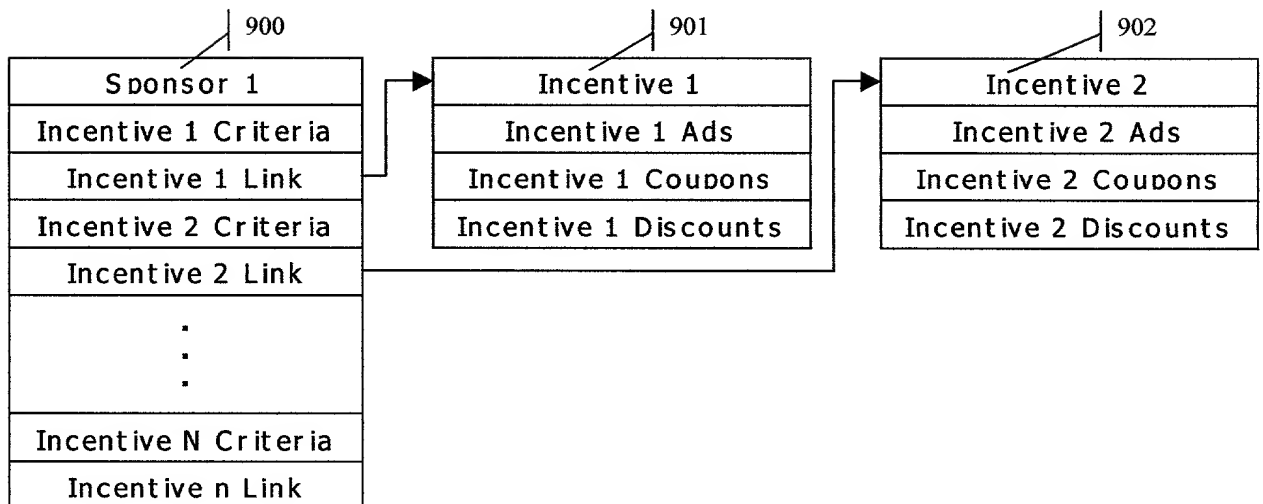 900
Sponsor 1
Incentive 1 Criteria
Incentive 1 Link
Incentive 2 Criteria
Incentive 2 Link
Incentive N Criteria
Incentive n Link
901
Incentive 1
Incentive 1 Ads
Incentive 1 Coupons
Incentive 1 Discounts
902
Incentive 2
Incentive 2 Ads
Incentive 2 Coupons
Incentive 2 Discounts